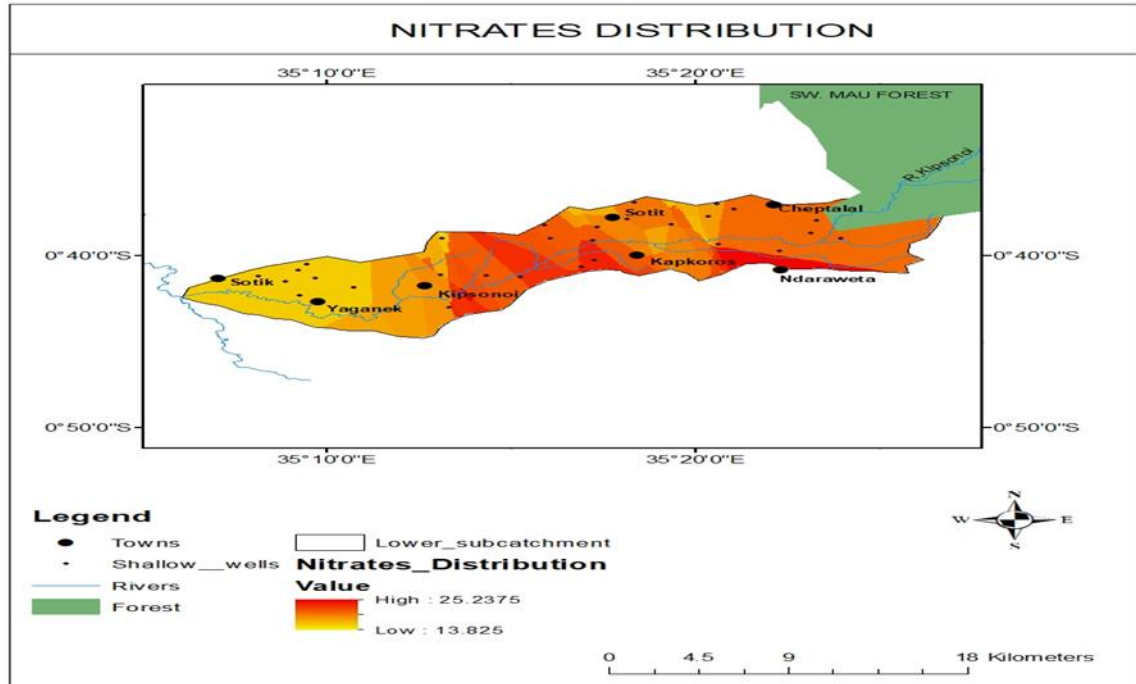 NITRATES DISTRIBUTION
35°10'0"E 35°20'0"E
SW. MAU FOREST
R.Kipsonoi
Cheptalal
Sotit
0°40'0"S 0°40'0"S
Kapkoros
Sotik
Ndaraweta
Kipsonoi
Yaganek
0°50'0"S 0°50'0"S
35°10'0"E 35°20'0"E
Legend
Towns
Lower_subcatchment
Shallow__wells
Nitrates_Distribution
Rivers
Value
Forest
High : 25.2375
Low : 13.825
N
W E
S
0 4.5 9 18 Kilometers